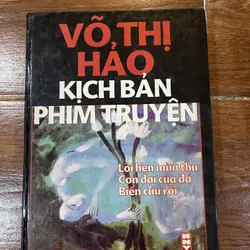 VÕ THỊ
HẢO
KỊCH BẢN
PHIM TRUYỆN
Lời hẹn mùa thu
Con dại của đá
Biển cứu rỗi